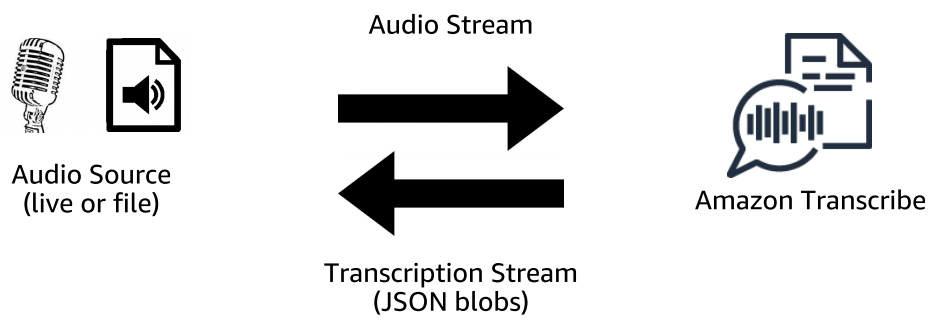 Audio Stream
Audio Source
(live or file)
Amazon Transcribe
Transcription Stream
(JSON blobs)